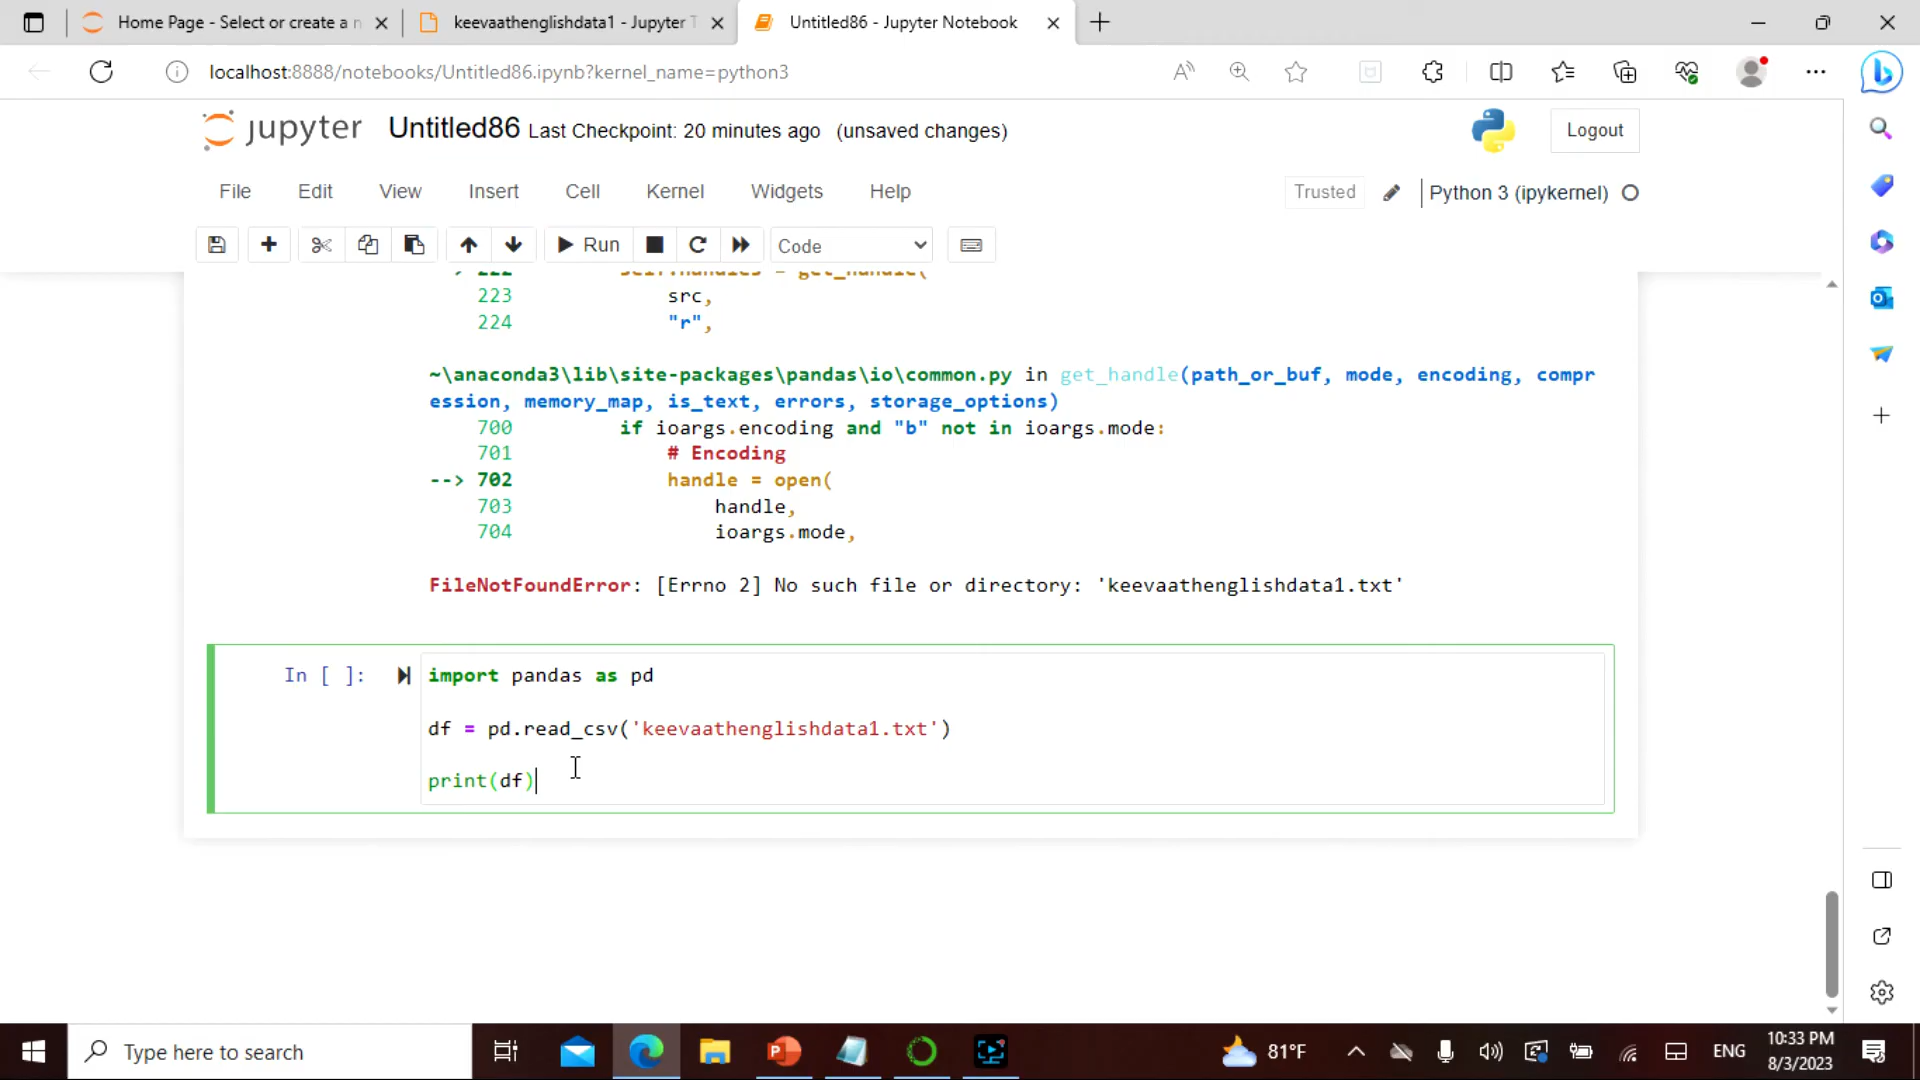 Home Page - Select or create a n
keevaathenglishdata1 - Jupyter T
Untitled86 - Jupyter Notebook
localhost:8888/notebooks/Untitled86.ipynb?kernel_name=python3
jupyter Untitled86 Last Checkpoint: 20 minutes ago (unsaved changes)
Logout
File Edit View Insert Cell Kernel Widgets Help
Trusted Python 3 (ipykernel)
Run Code
--> 222 self.handles = get_handle(
223 src,
224 "r",
~\anaconda3\lib\site-packages\pandas\io\common.py in get_handle(path_or_buf, mode, encoding, compr
ession, memory_map, is_text, errors, storage_options)
700 if ioargs.encoding and "b" not in ioargs.mode:
701 # Encoding
--> 702 handle = open(
703 handle,
704 ioargs.mode,
FileNotFoundError: [Errno 2] No such file or directory: 'keevaathenglishdata1.txt'
In [ ]: import pandas as pd
df = pd.read_csv('keevaathenglishdata1.txt')
print(df)
Type here to search
81°F
ENG
10:33 PM
8/3/2023